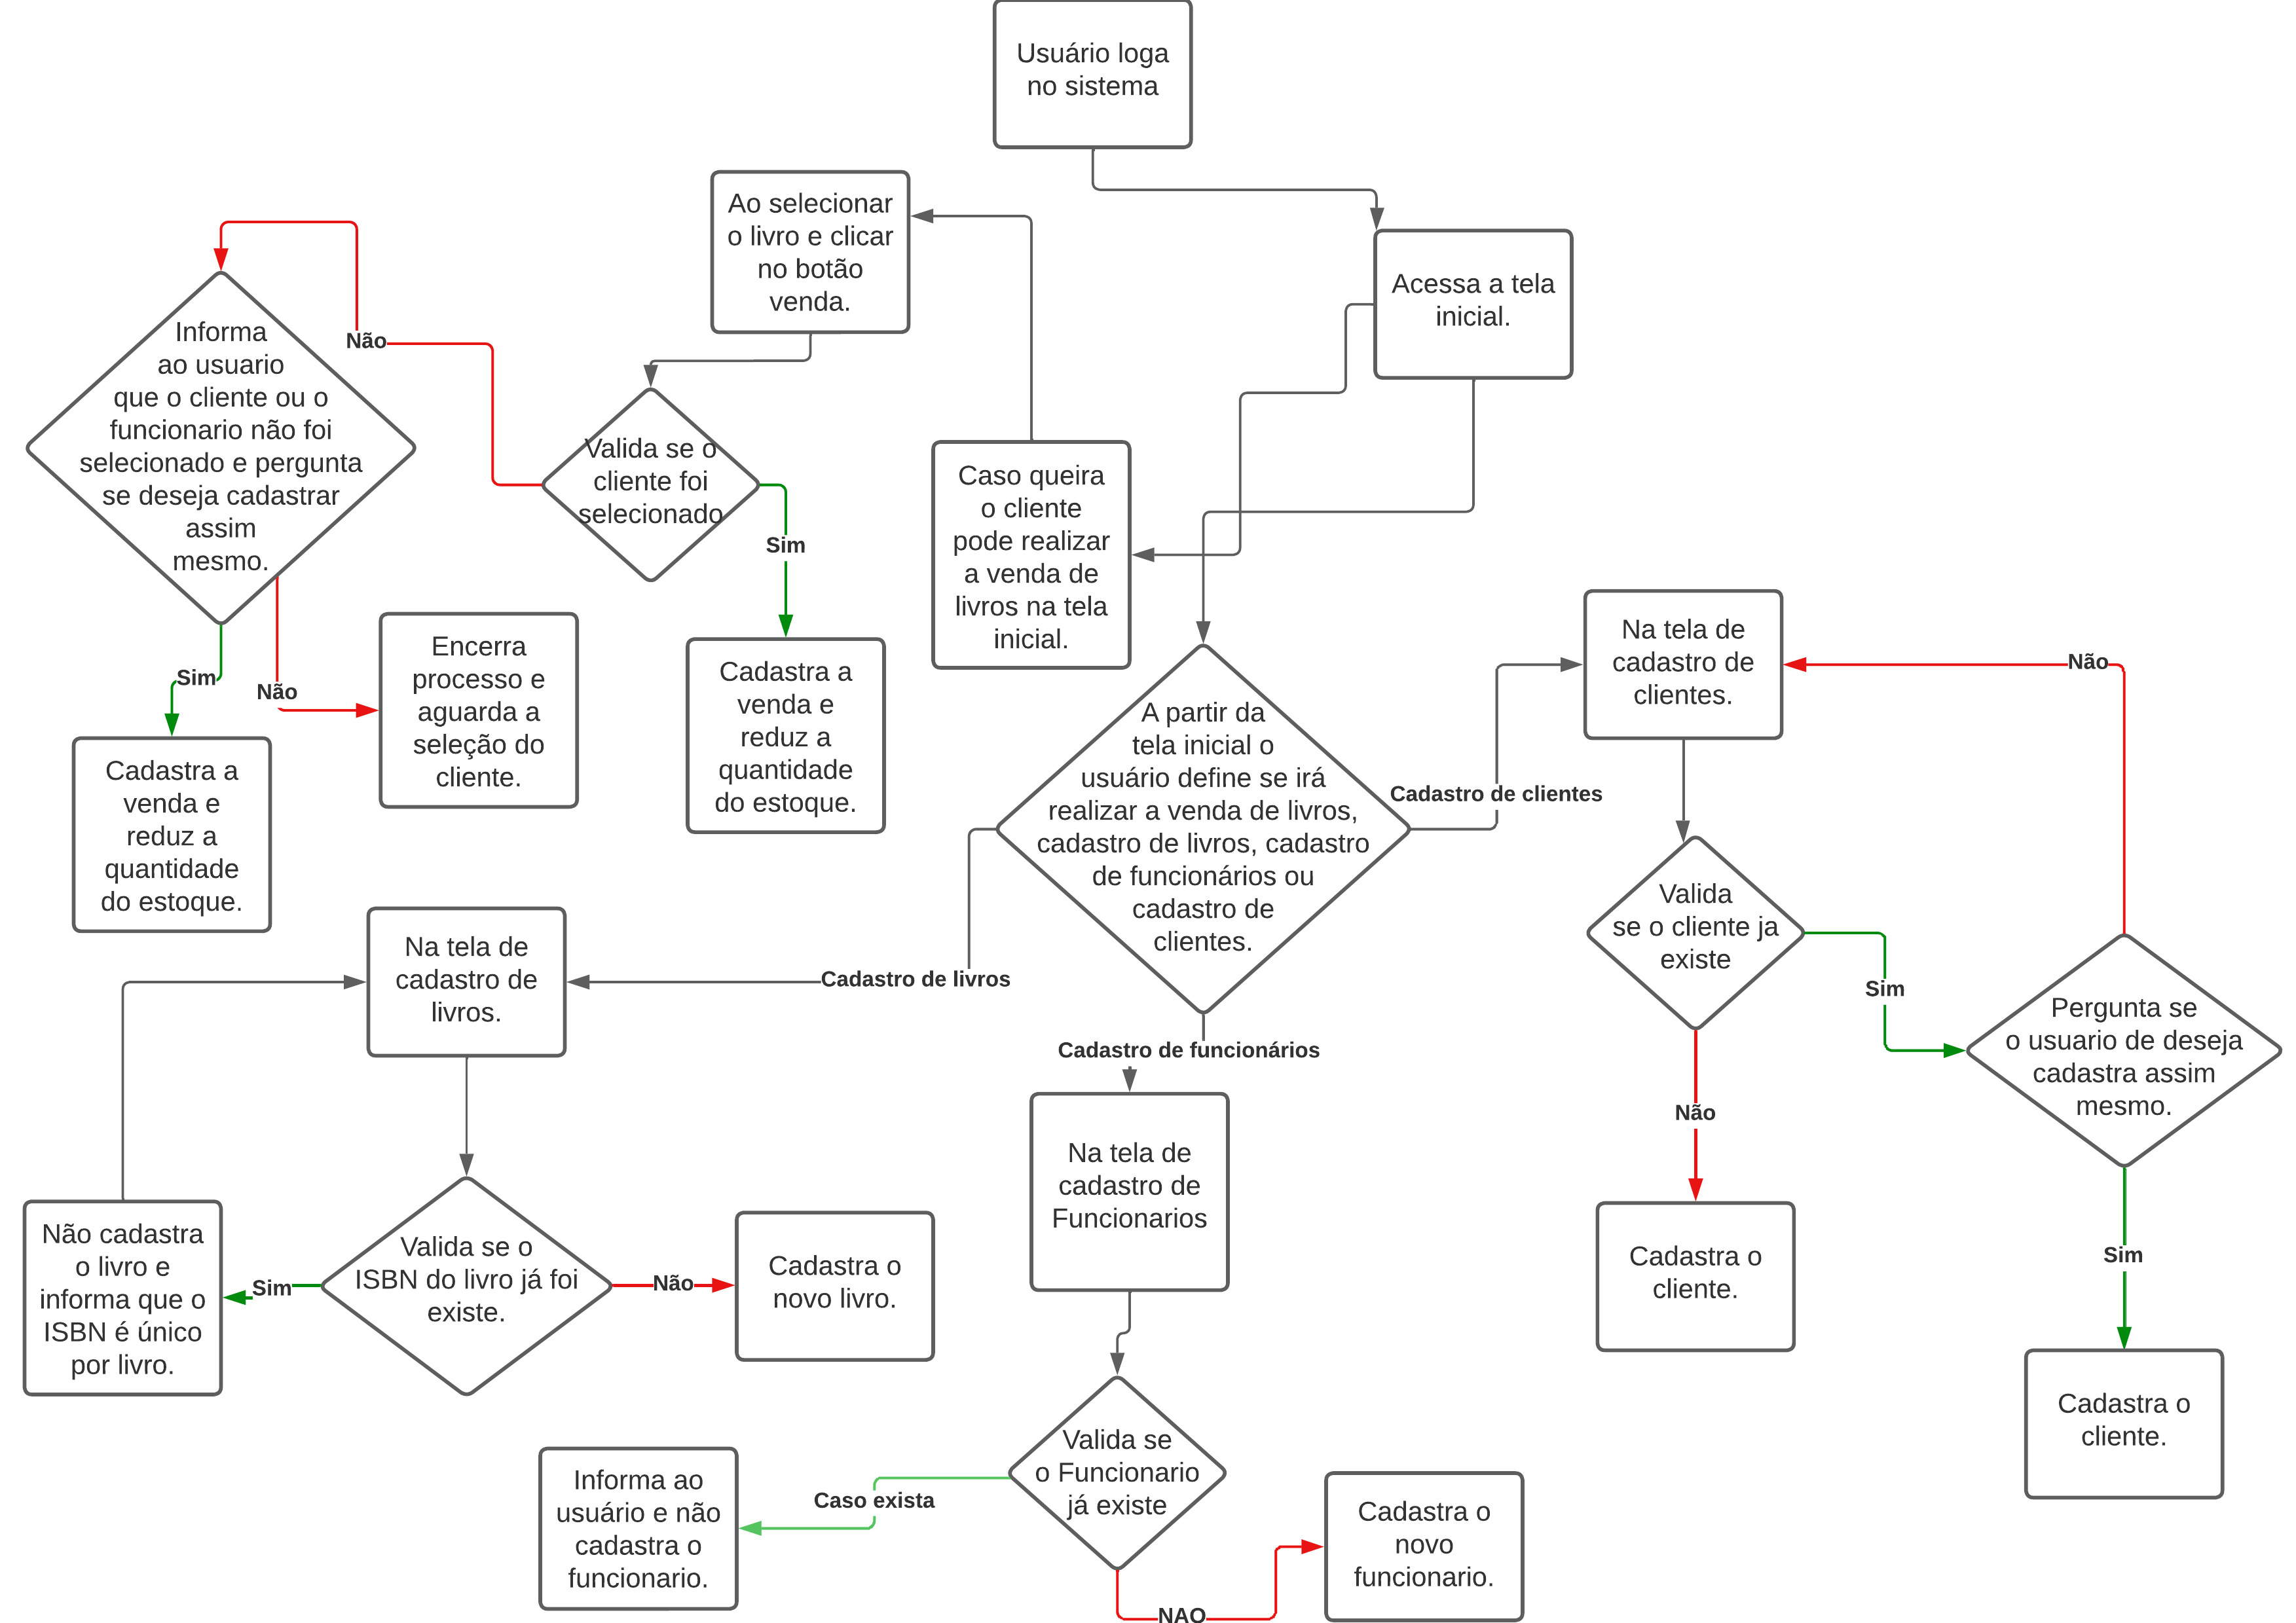 Usuário loga
no sistema
Ao selecionar
o livro e clicar
no botão
venda.
Acessa a tela
inicial.
Informa
ao usuario
que o cliente ou o
funcionario não foi
selecionado e pergunta
se deseja cadastrar
assim
mesmo.
Não
Valida se o
cliente foi
selecionado
Sim
Caso queira
o cliente
pode realizar
a venda de
livros na tela
inicial.
Sim
Não
Encerra
processo e
aguarda a
seleção do
cliente.
Cadastra a
venda e
reduz a
quantidade
do estoque.
Cadastra a
venda e
reduz a
quantidade
do estoque.
A partir da
tela inicial o
usuário define se irá
realizar a venda de livros,
cadastro de livros, cadastro
de funcionários ou
cadastro de
clientes.
Cadastro de clientes
Na tela de
cadastro de
clientes.
Não
Valida
se o cliente ja
existe
Sim
Pergunta se
o usuario de deseja
cadastra assim
mesmo.
Não
Cadastra o
cliente.
Sim
Cadastra o
cliente.
Cadastro de livros
Na tela de
cadastro de
livros.
Cadastro de funcionários
Na tela de
cadastro de
Funcionarios
Não cadastra
o livro e
informa que o
ISBN é único
por livro.
Sim
Valida se o
ISBN do livro já foi
existe.
Não
Cadastra o
novo livro.
Valida se
o Funcionario
já existe
Caso exista
Informa ao
usuário e não
cadastra o
funcionario.
NAO
Cadastra o
novo
funcionario.